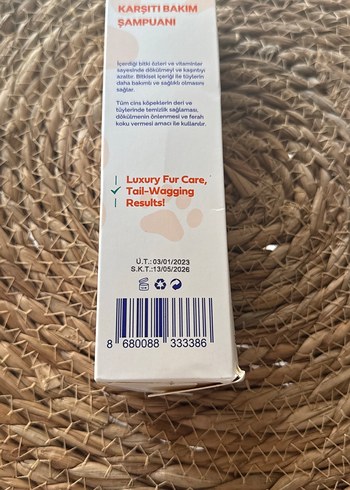 KARŞITI BAKIM
ŞAMPUANI
İçerdiği bitki özleri ve vitaminler
sayesinde dökülmeyi ve kaşıntıyı
azaltır. Bitkisel içeriği ile tüylerin
daha bakımlı ve sağlıklı olmasını
sağlar.
Tüm cins köpeklerin deri ve
tüylerinde temizlik sağlaması,
dökülmenin önlenmesi ve ferah
koku vermesi amacı ile kullanılır.
Luxury Fur Care,
Tail-Wagging
Results!
Ü.T.: 03/01/2023
S.K.T.:13/05/2026
8 680088 333386